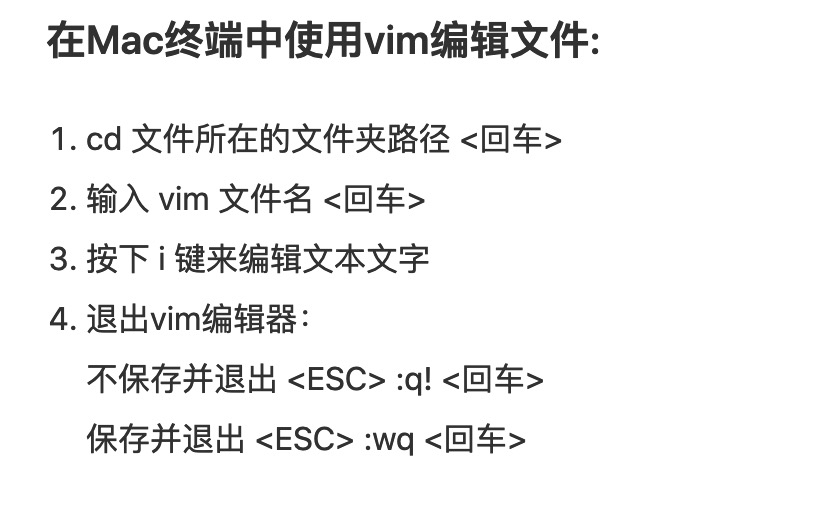 在Mac终端中使用vim编辑文件:
1. cd 文件所在的文件夹路径 <回车>
2. 输入 vim 文件名 <回车>
3. 按下 i 键来编辑文本文字
4. 退出vim编辑器：
不保存并退出 <ESC> :q! <回车>
保存并退出 <ESC> :wq <回车>